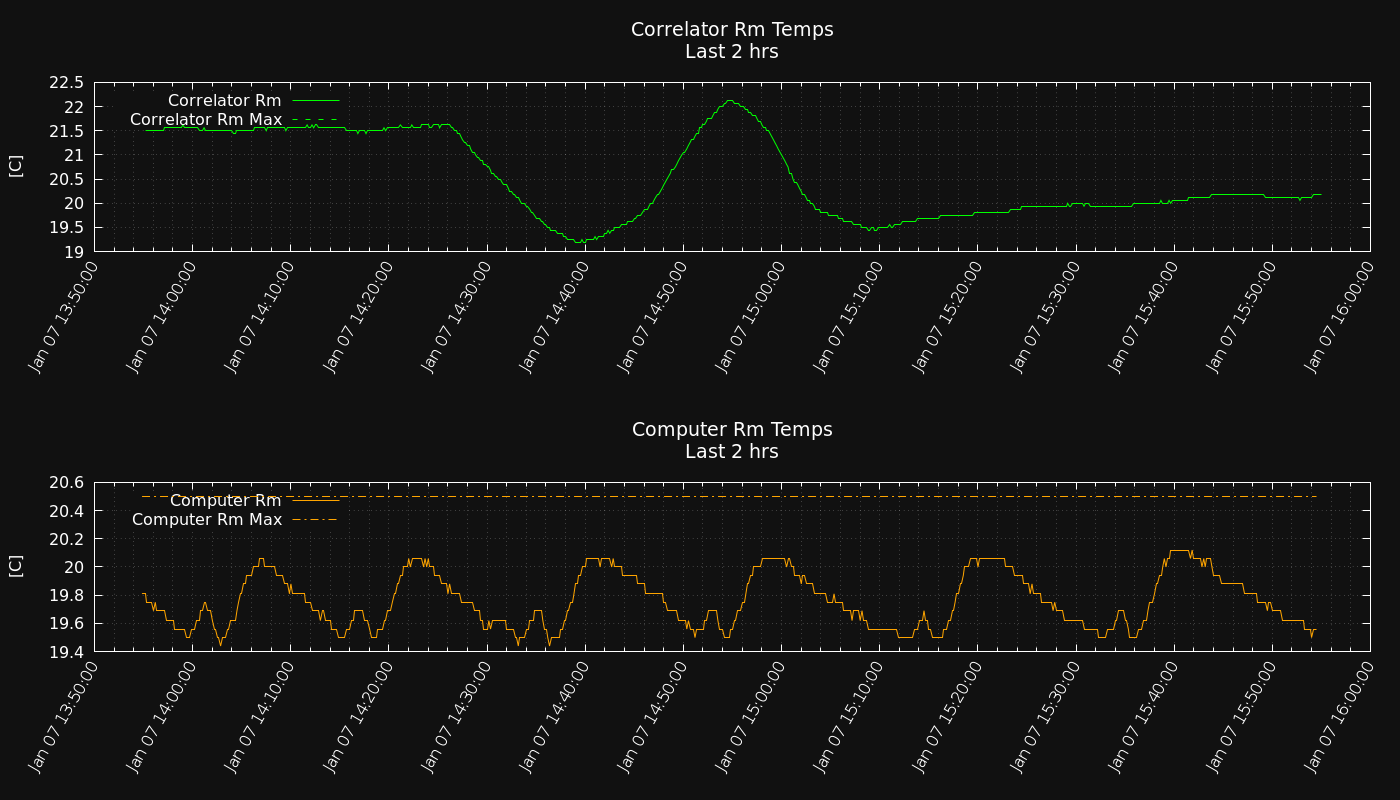 Correlator Rm Temps
Last 2 hrs
22.5
22
21.5
21
20.5
20
19.5
19
[C]
Correlator Rm
Correlator Rm Max
Jan 07 13:50:00
Jan 07 14:00:00
Jan 07 14:10:00
Jan 07 14:20:00
Jan 07 14:30:00
Jan 07 14:40:00
Jan 07 14:50:00
Jan 07 15:00:00
Jan 07 15:10:00
Jan 07 15:20:00
Jan 07 15:30:00
Jan 07 15:40:00
Jan 07 15:50:00
Jan 07 16:00:00
Computer Rm Temps
Last 2 hrs
20.6
20.4
20.2
20
19.8
19.6
19.4
[C]
Computer Rm
Computer Rm Max
Jan 07 13:50:00
Jan 07 14:00:00
Jan 07 14:10:00
Jan 07 14:20:00
Jan 07 14:30:00
Jan 07 14:40:00
Jan 07 14:50:00
Jan 07 15:00:00
Jan 07 15:10:00
Jan 07 15:20:00
Jan 07 15:30:00
Jan 07 15:40:00
Jan 07 15:50:00
Jan 07 16:00:00